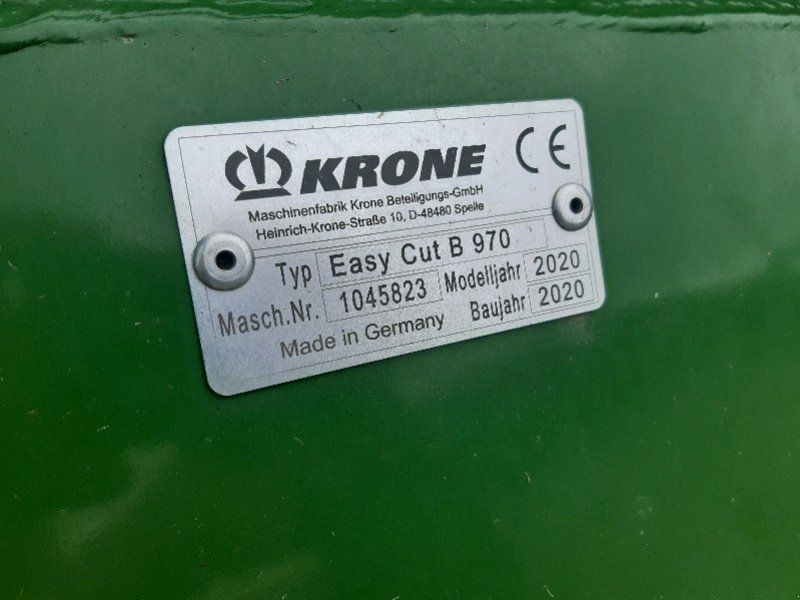 KRONE CE
Maschinenfabrik Krone Beteiligungs-GmbH
Heinrich-Krone-Straße 10, D-48480 Spelle
Typ Easy Cut B 970
Masch.Nr. 1045823 Modelljahr 2020
Made in Germany Baujahr 2020